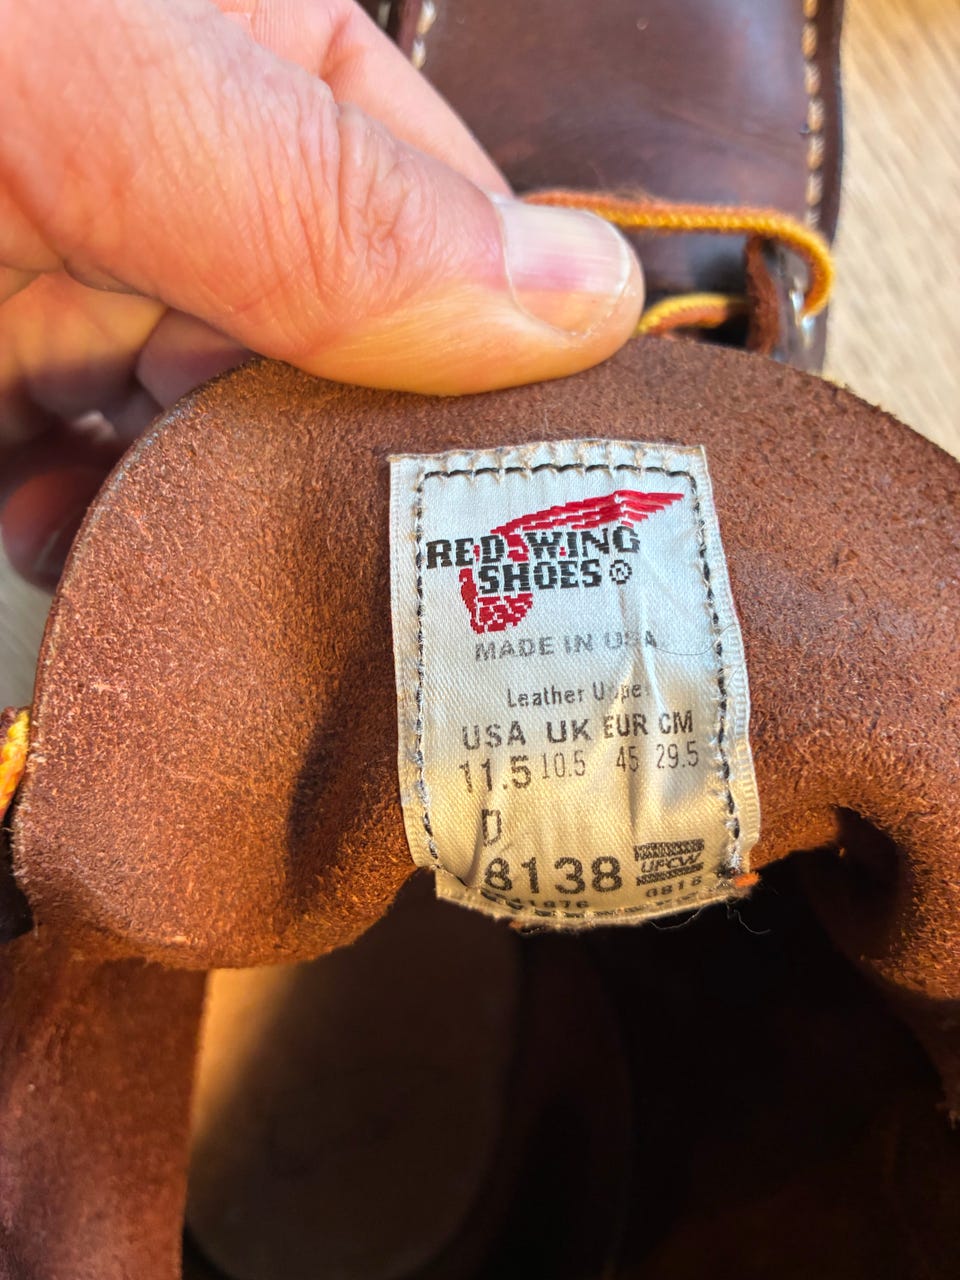 RED WING
SHOES ®
MADE IN USA
Leather Upper
USA UK EUR CM
11.5 10.5 45 29.5
D
8138 UFCW
0816